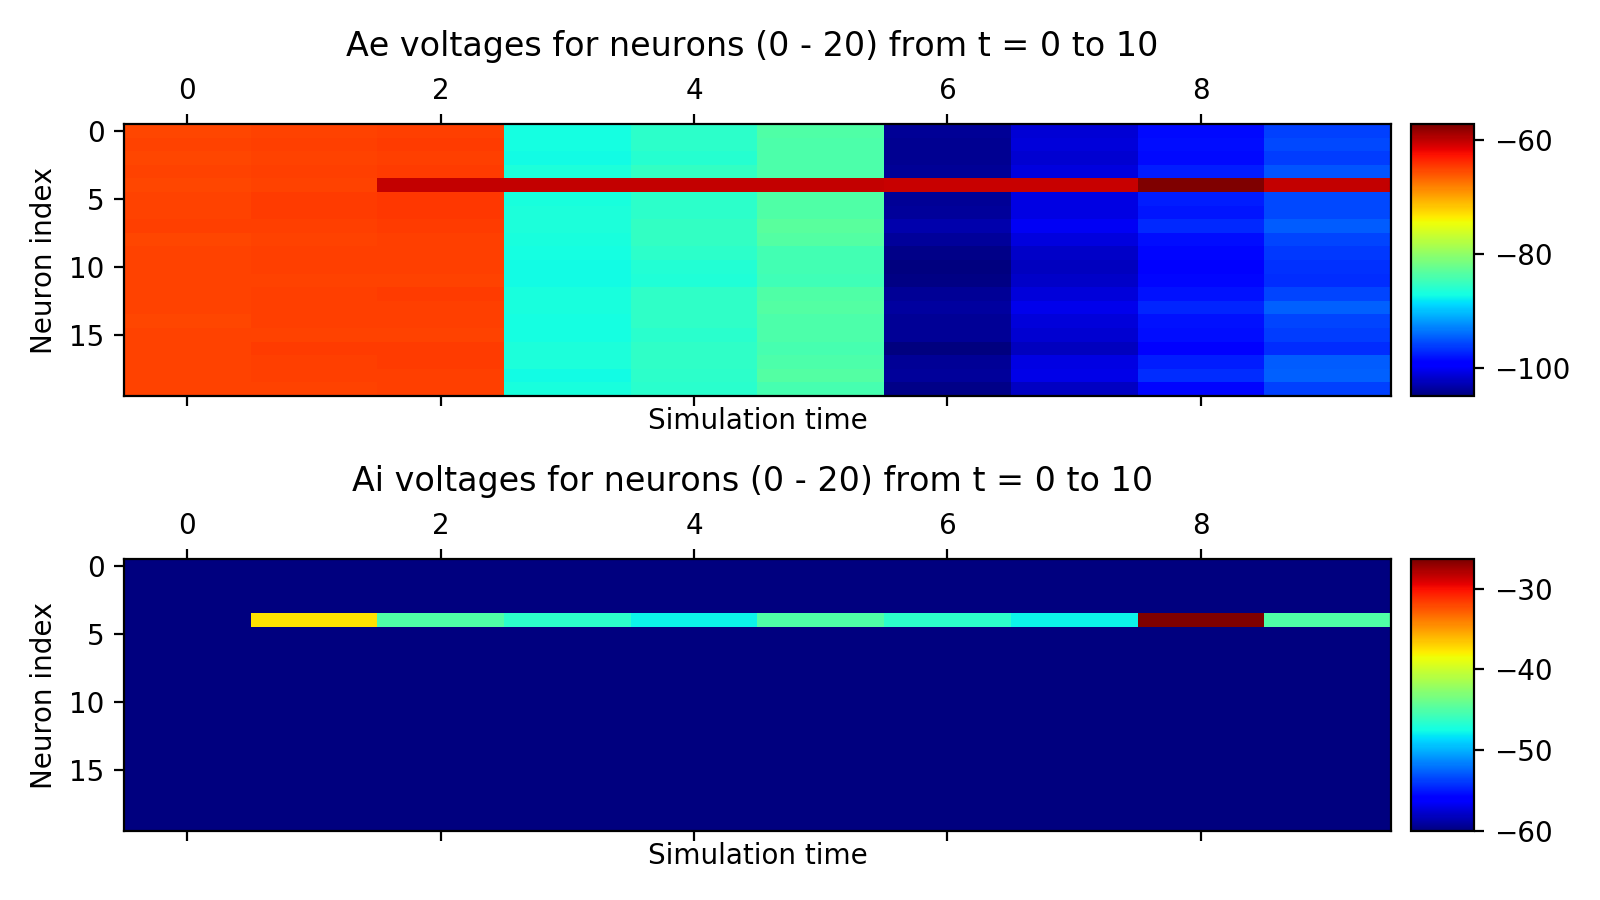 Ae voltages for neurons (0 - 20) from t = 0 to 10
0 2 4 6 8
Neuron index
0
5
10
15
−60
−80
−100
Simulation time
Ai voltages for neurons (0 - 20) from t = 0 to 10
0 2 4 6 8
Neuron index
0
5
10
15
−30
−40
−50
−60
Simulation time